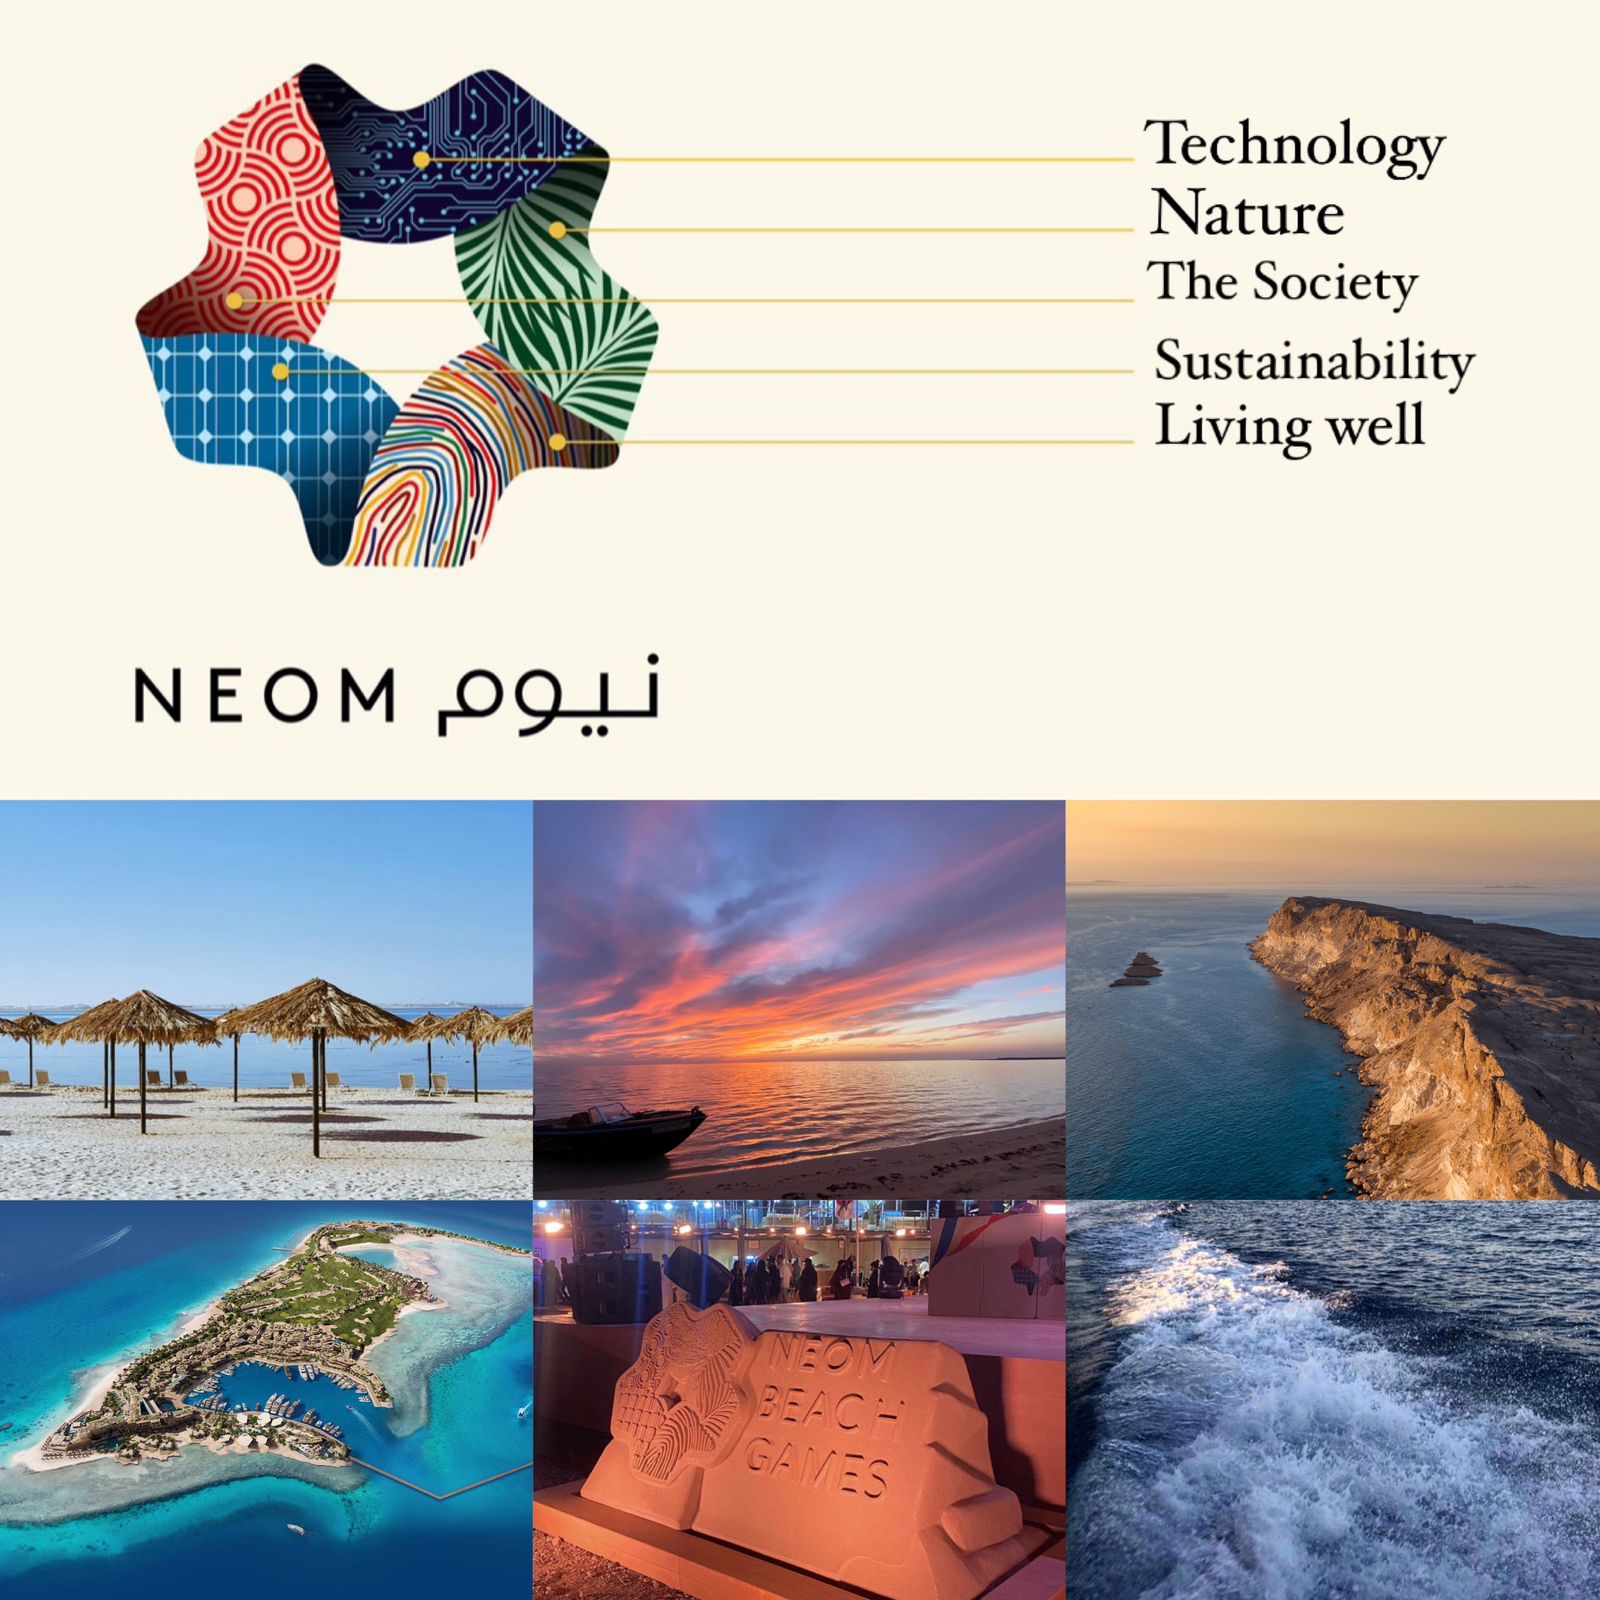 Technology
Nature
The Society
Sustainability
Living well
NEOM نيوم
NEOM
BEACH
GAMES